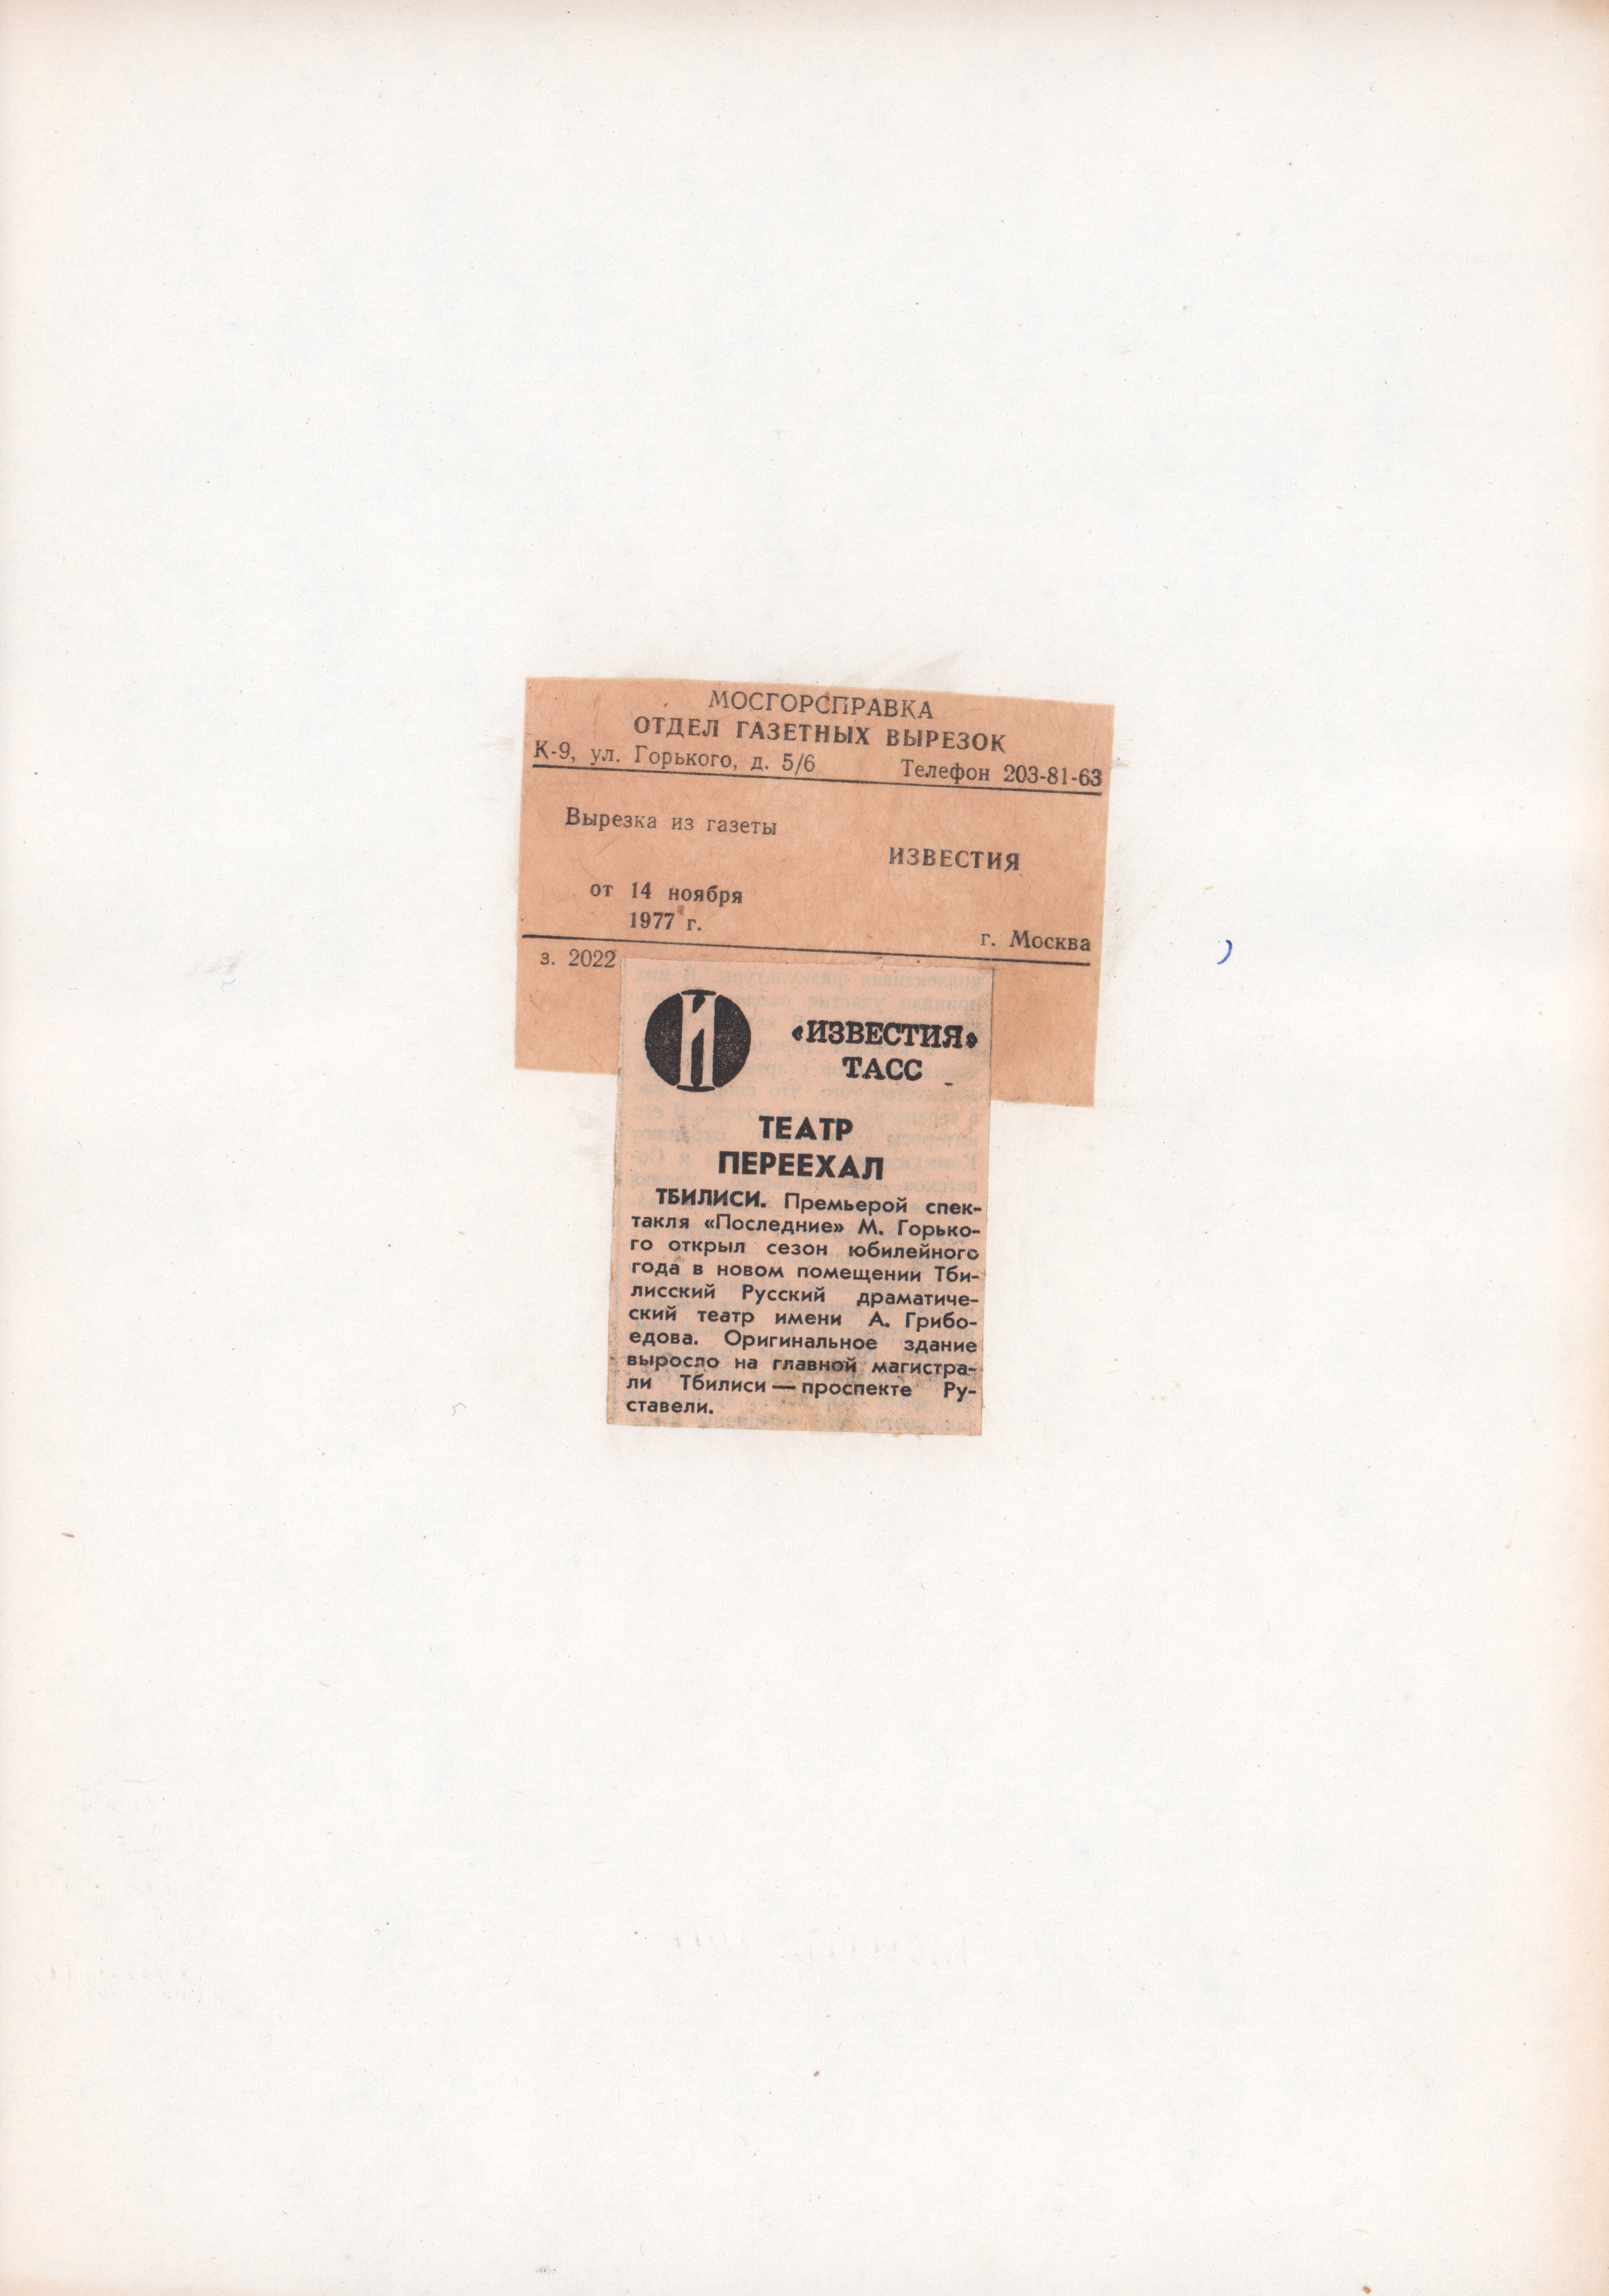 МОСГОРСПРАВКА
ОТДЕЛ ГАЗЕТНЫХ ВЫРЕЗОК
К-9, ул. Горького, д. 5/6 Телефон 203-81-63
Вырезка из газеты
ИЗВЕСТИЯ
от 14 ноября
1977 г.
г. Москва
з. 2022
И
«ИЗВЕСТИЯ»
ТАСС
ТЕАТР
ПЕРЕЕХАЛ
ТБИЛИСИ. Премьерой спек-
такля «Последние» М. Горько-
го открыл сезон юбилейного
года в новом помещении Тби-
лисский Русский драматиче-
ский театр имени А. Грибо-
едова. Оригинальное здание
выросло на главной магистра-
ли Тбилиси — проспекте Ру-
ставели.